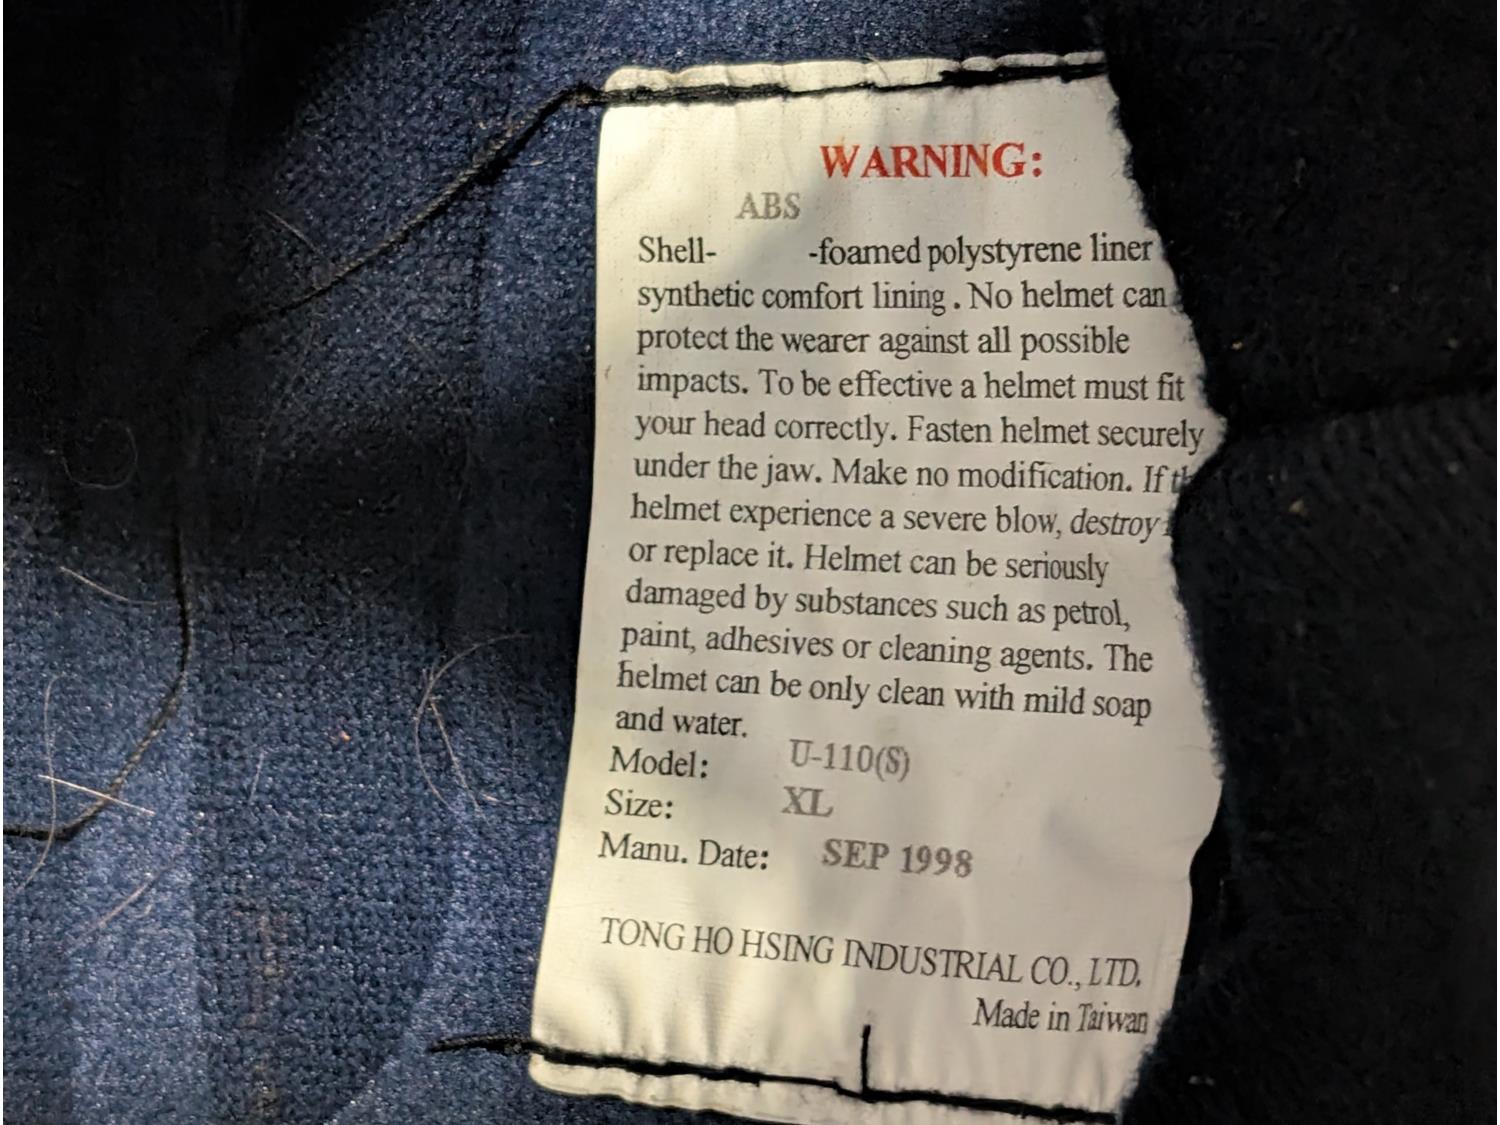 WARNING:
ABS
Shell- -foamed polystyrene liner
synthetic comfort lining. No helmet can
protect the wearer against all possible
impacts. To be effective a helmet must fit
your head correctly. Fasten helmet securely
under the jaw. Make no modification. If
helmet experience a severe blow, destroy
or replace it. Helmet can be seriously
damaged by substances such as petrol,
paint, adhesives or cleaning agents. The
helmet can be only clean with mild soap
and water.
Model: U-110(S)
Size: XL
Manu. Date: SEP 1998
TONG HO HSING INDUSTRIAL CO., LTD.
Made in Taiwan